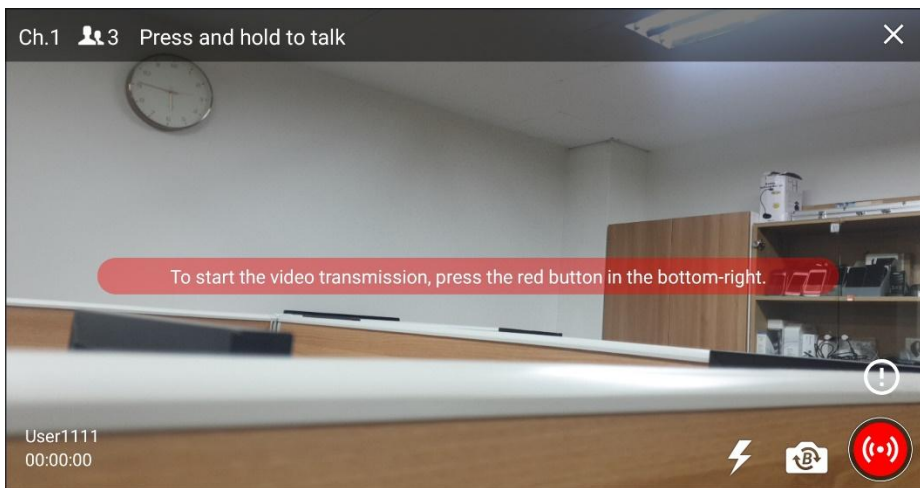 Ch.1 3 Press and hold to talk
To start the video transmission, press the red button in the bottom-right.
User1111
00:00:00
B